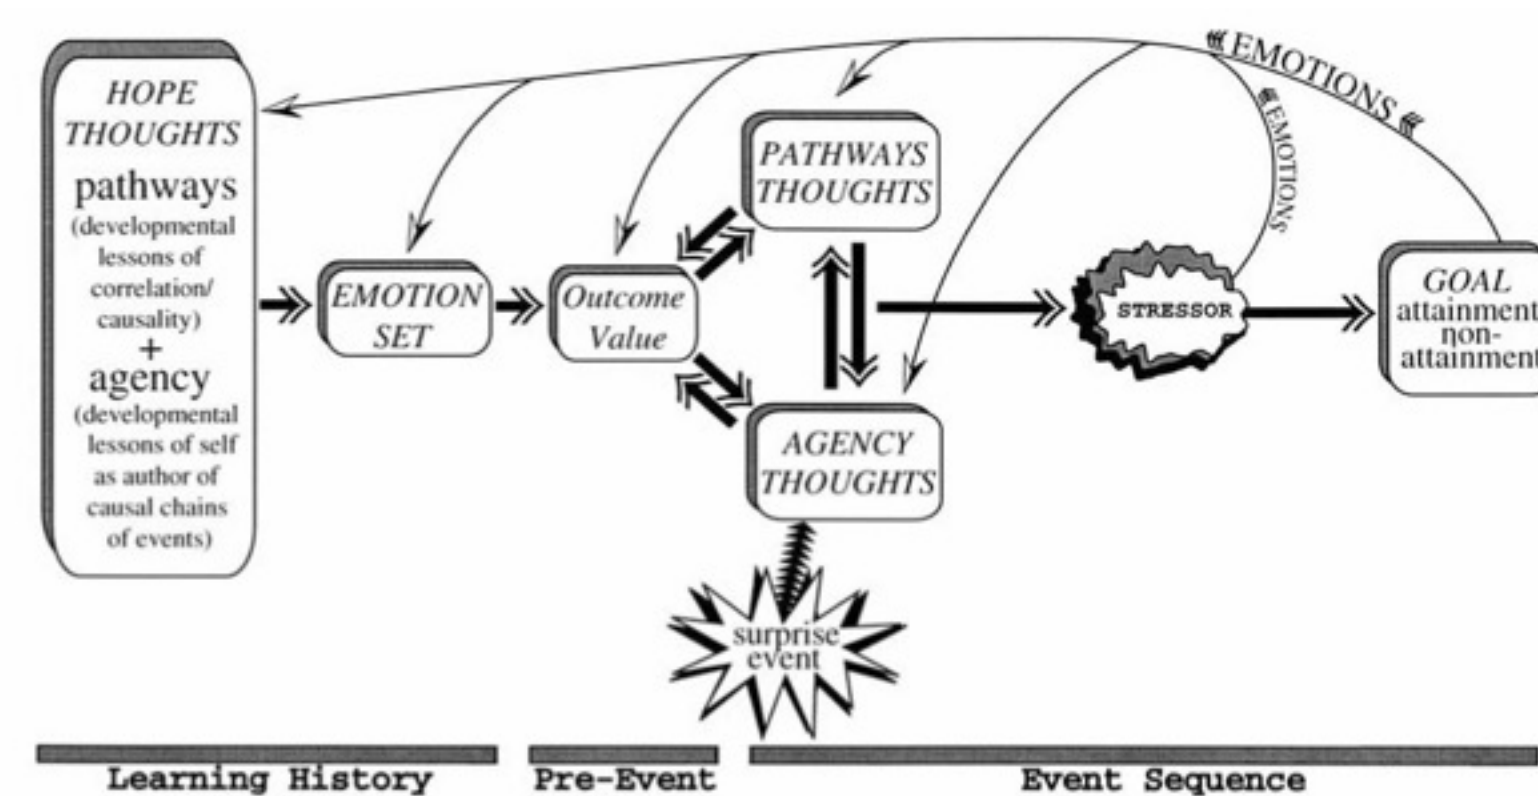 HOPE
THOUGHTS
pathways
(developmental
lessons of
correlation/
causality)
+
agency
(developmental
lessons of self
as author of
causal chains
of events)
EMOTION
SET
Outcome
Value
PATHWAYS
THOUGHTS
AGENCY
THOUGHTS
surprise
event
STRESSOR
EMOTIONS
EMOTIONS
GOAL
attainment
non-
attainment
Learning History
Pre-Event
Event Sequence